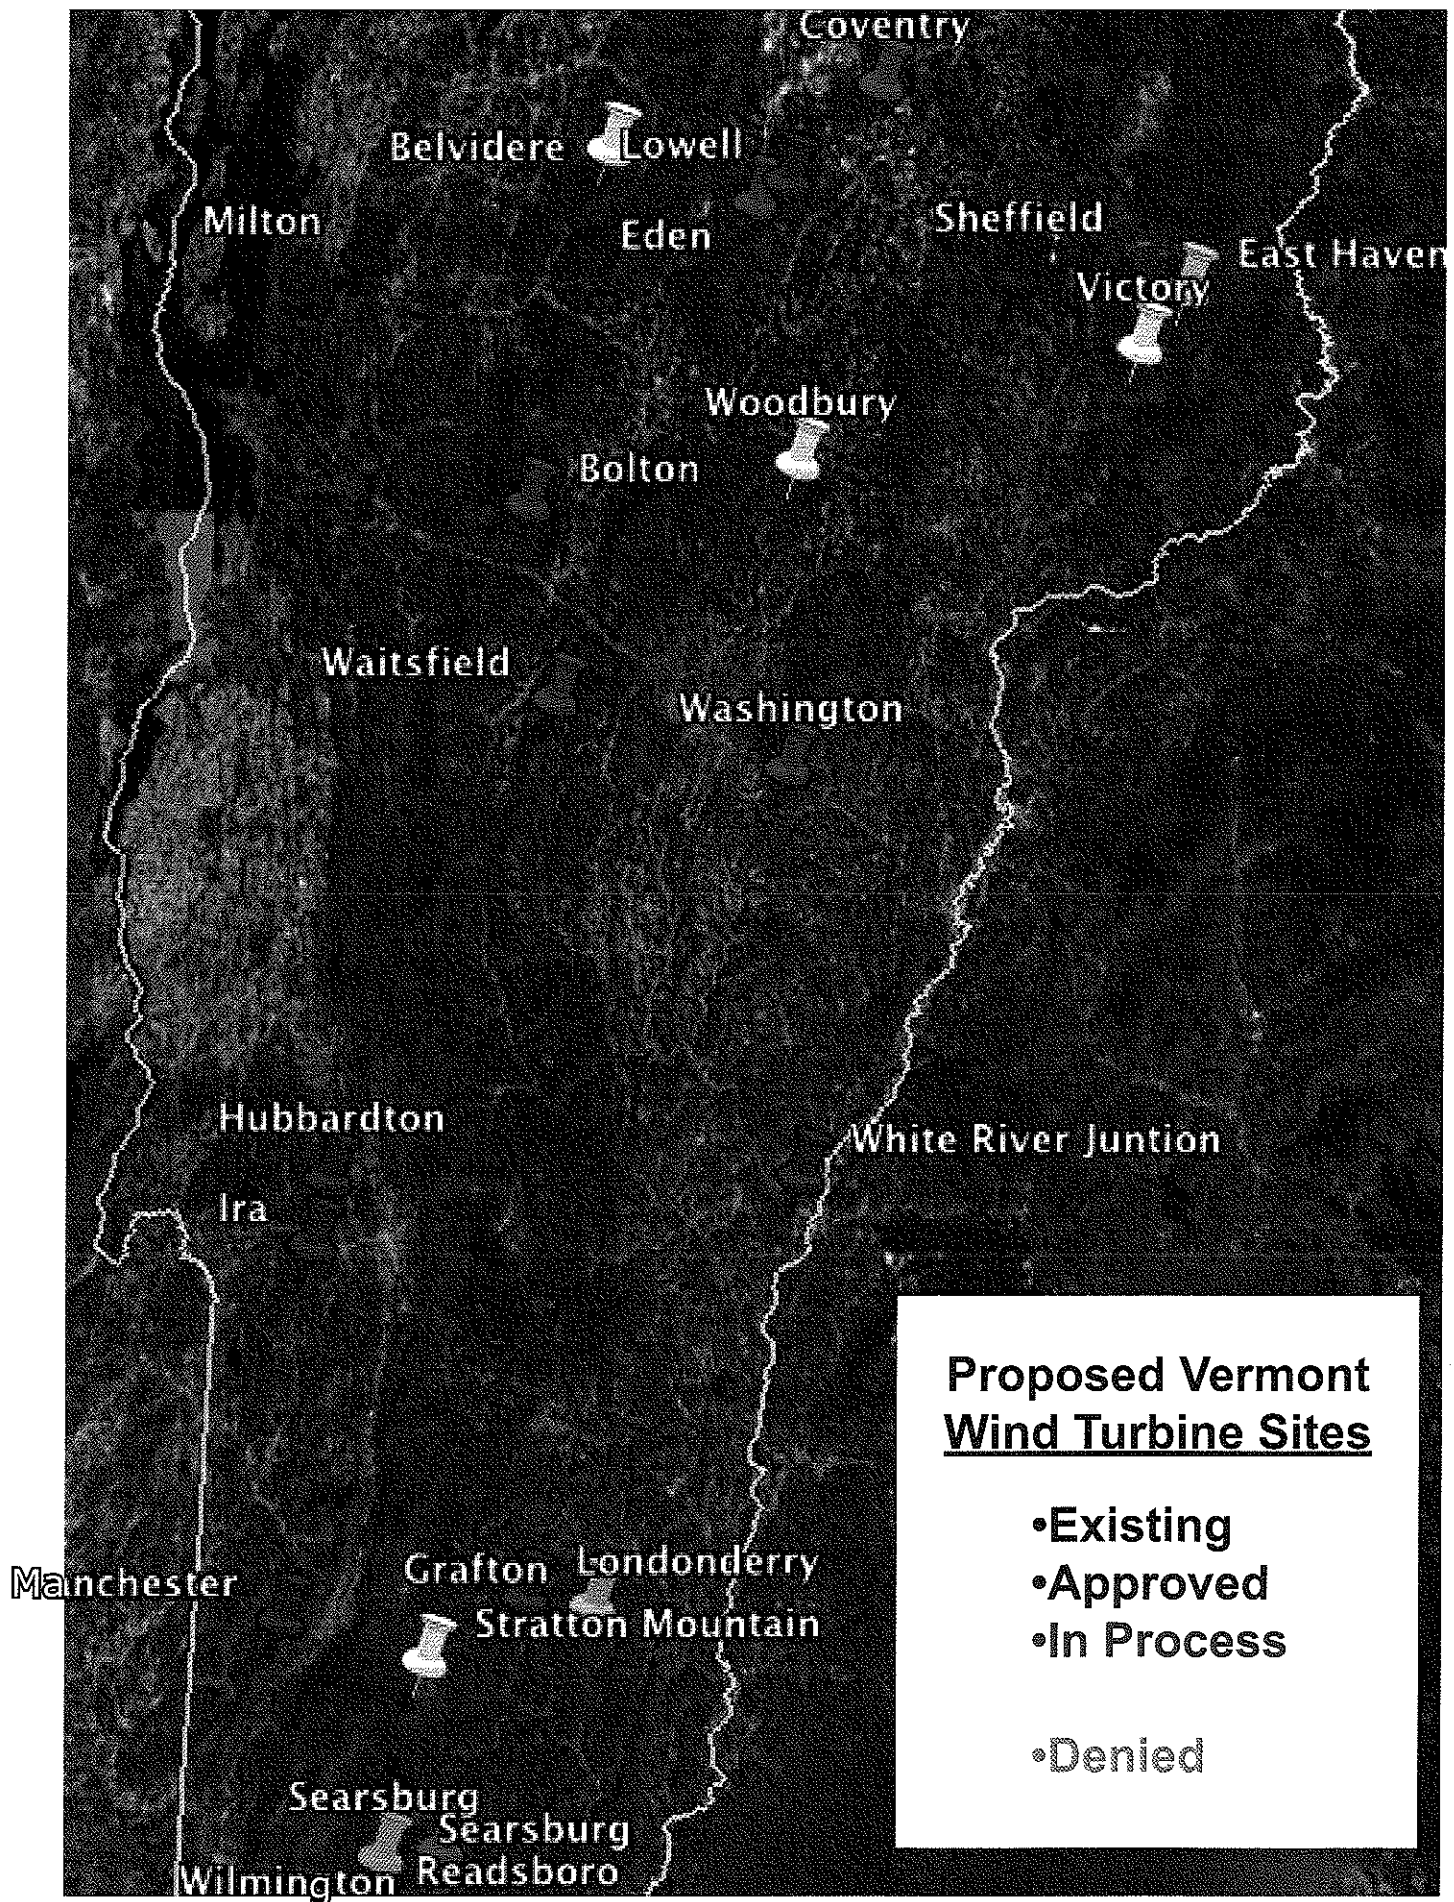 Coventry
Belvidere
Lowell
Milton
Eden
Sheffield
East Haven
Victory
Woodbury
Bolton
Waitsfield
Washington
Hubbardton
White River Juntion
Ira
Proposed Vermont
Wind Turbine Sites
•Existing
•Approved
•In Process
•Denied
Grafton
Londonderry
Manchester
Stratton Mountain
Searsburg
Searsburg
Readsboro
Wilmington